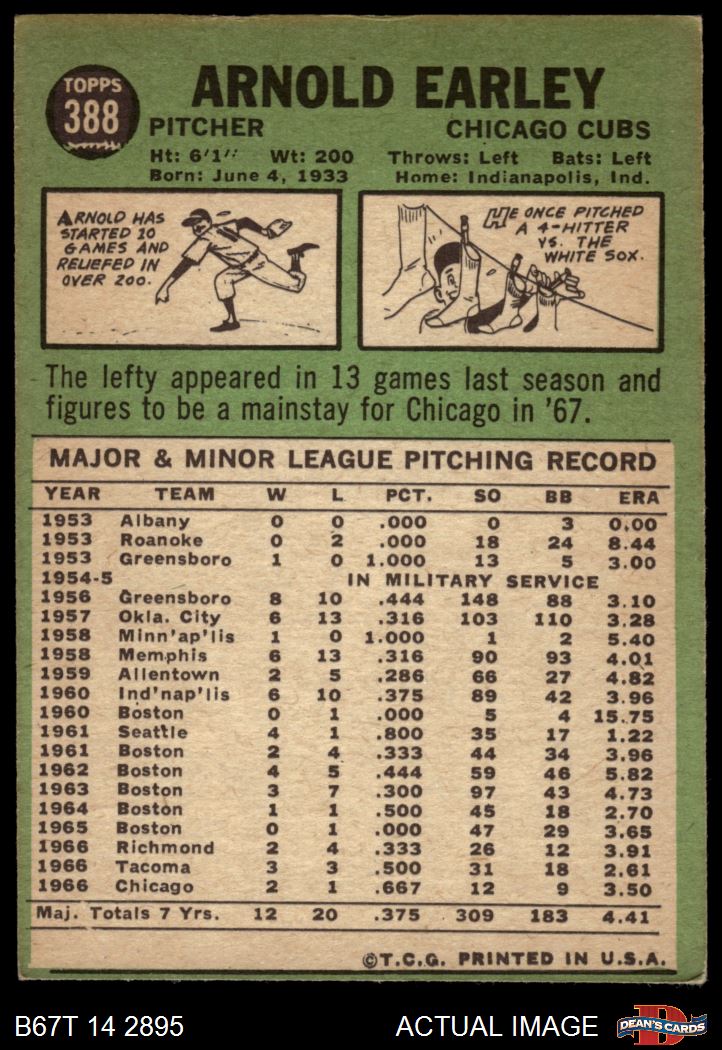 TOPPS
388
ARNOLD EARLEY
PITCHER CHICAGO CUBS
Ht: 6'1" Wt: 200 Throws: Left Bats: Left
Born: June 4, 1933 Home: Indianapolis, Ind.
ARNOLD HAS
STARTED 10
GAMES AND
RELIEFED IN
OVER 200.
HE ONCE PITCHED
A 4-HITTER
VS. THE
WHITE SOX.
The lefty appeared in 13 games last season and
figures to be a mainstay for Chicago in '67.
MAJOR & MINOR LEAGUE PITCHING RECORD
YEAR TEAM W L PCT. SO BB ERA
1953 Albany 0 0 .000 0 3 0.00
1953 Roanoke 0 2 .000 18 24 8.44
1953 Greensboro 1 0 1.000 13 5 3.00
1954-5 IN MILITARY SERVICE
1956 Greensboro 8 10 .444 148 88 3.10
1957 Okla. City 6 13 .316 103 110 3.28
1958 Minn'ap'lis 1 0 1.000 1 2 5.40
1958 Memphis 6 13 .316 90 93 4.01
1959 Allentown 2 5 .286 66 27 4.82
1960 Ind'nap'lis 6 10 .375 89 42 3.96
1960 Boston 0 1 .000 5 4 15.75
1961 Seattle 4 1 .800 35 17 1.22
1961 Boston 2 4 .333 44 34 3.96
1962 Boston 4 5 .444 59 46 5.82
1963 Boston 3 7 .300 97 43 4.73
1964 Boston 1 1 .500 45 18 2.70
1965 Boston 0 1 .000 47 29 3.65
1966 Richmond 2 4 .333 26 12 3.91
1966 Tacoma 3 3 .500 31 18 2.61
1966 Chicago 2 1 .667 12 9 3.50
Maj. Totals 7 Yrs. 12 20 .375 309 183 4.41
©T.C.G. PRINTED IN U.S.A.
B67T 14 2895 ACTUAL IMAGE
D
DEAN'S CARDS